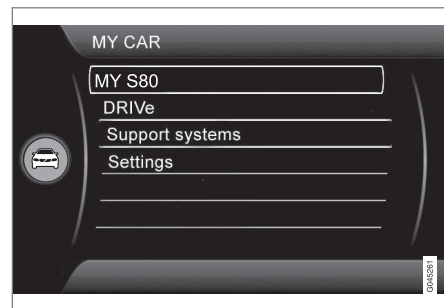 MY CAR
MY S80
DRIVe
Support systems
Settings
G045261